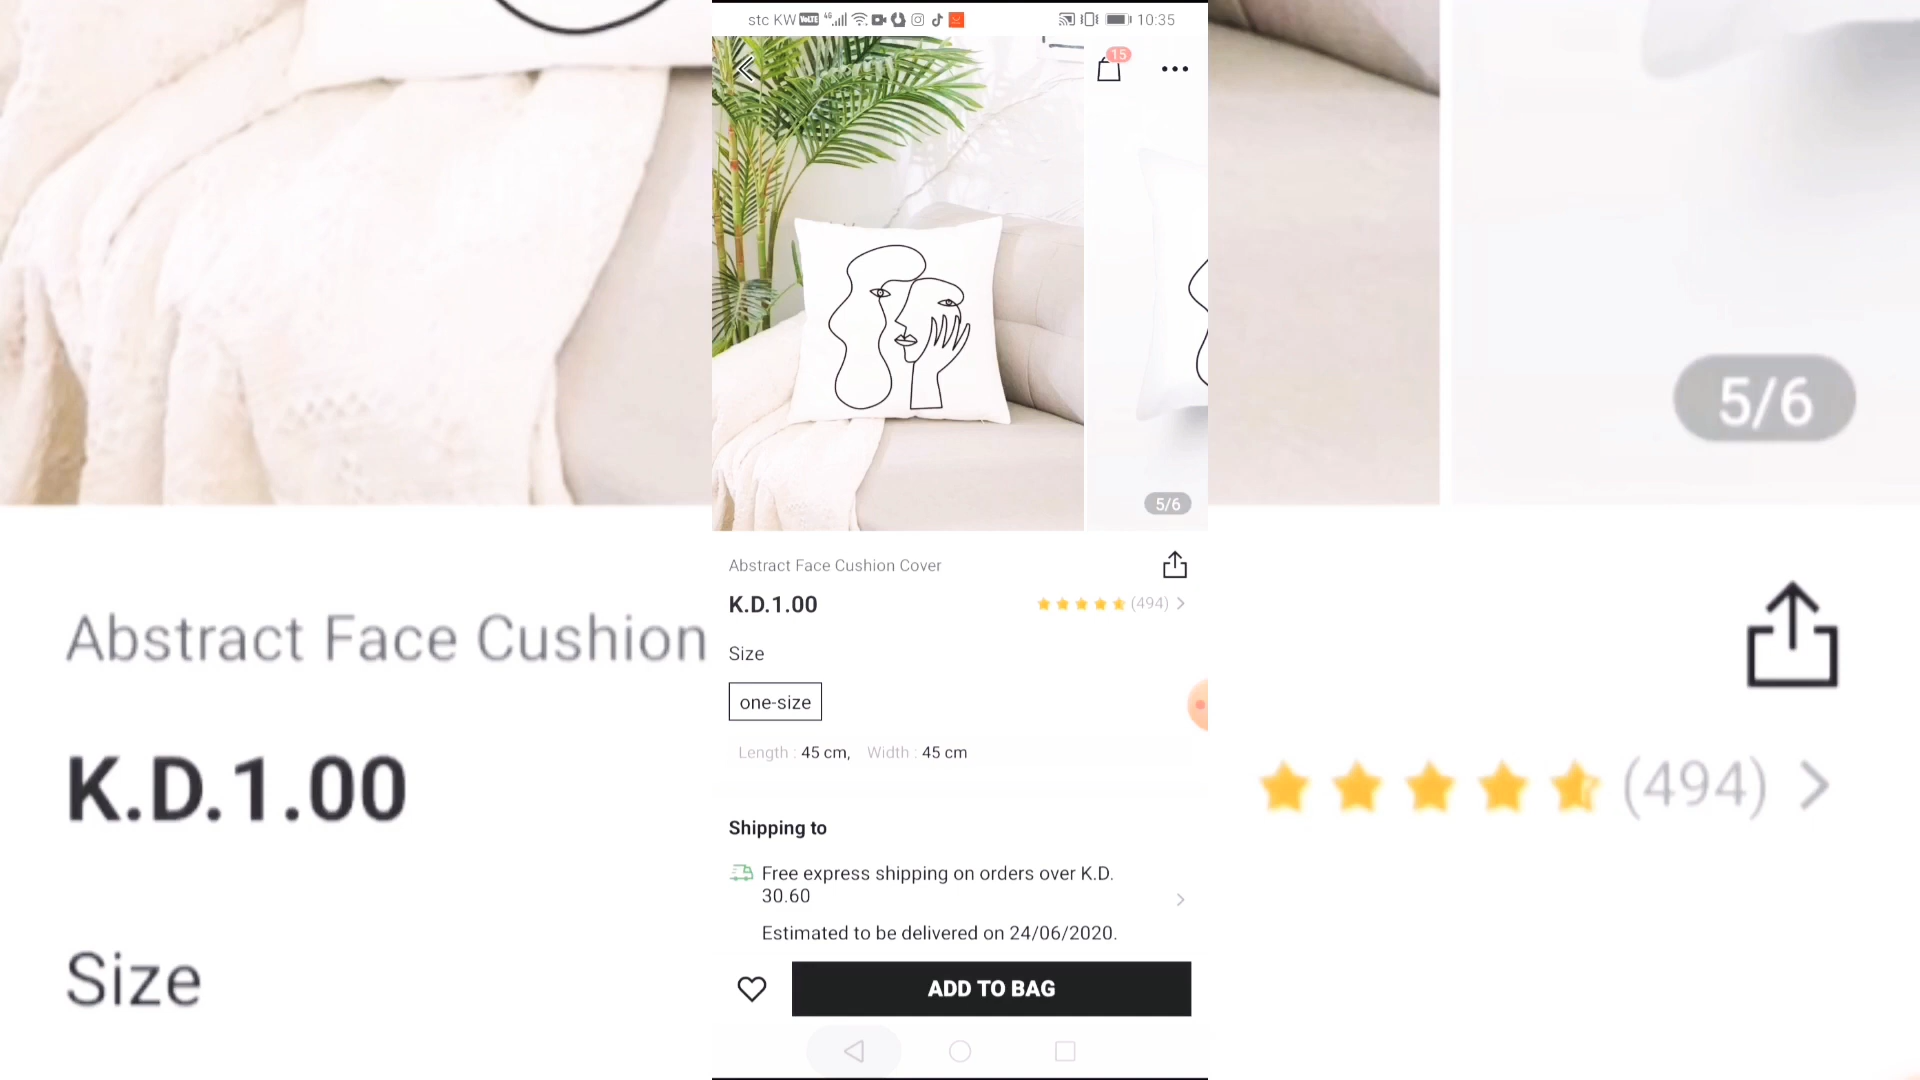 stc KW VoLTE 4G 10:35
15
5/6
5/6
Abstract Face Cushion Cover
K.D.1.00
(494)
Size
one-size
Length : 45 cm, Width : 45 cm
Shipping to
Free express shipping on orders over K.D.
30.60
Estimated to be delivered on 24/06/2020.
ADD TO BAG
Abstract Face Cushion
K.D.1.00
(494)
Size